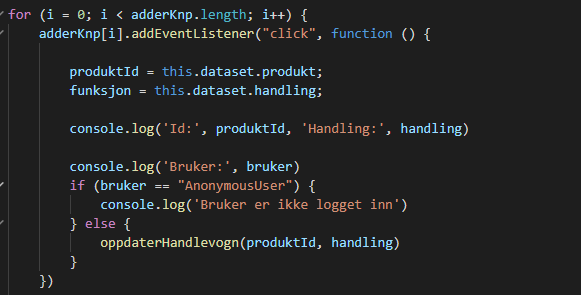 for (i = 0; i < adderKnp.length; i++) {
    adderKnp[i].addEventListener("click", function () {
        produktId = this.dataset.produkt;
        funksjon = this.dataset.handling;
        console.log('Id:', produktId, 'Handling:', handling)
        console.log('Bruker:', bruker)
        if (bruker == "AnonymousUser") {
            console.log('Bruker er ikke logget inn')
        } else {
            oppdaterHandlevogn(produktId, handling)
        }
    })